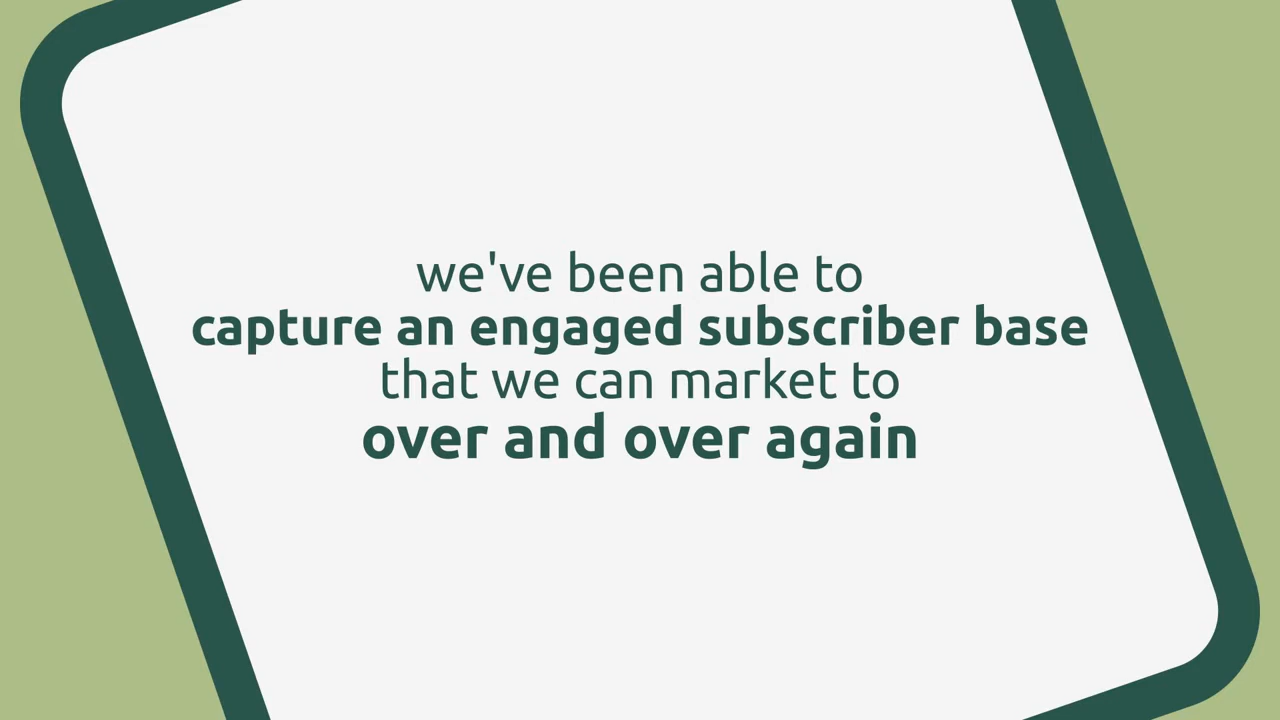 we've been able to
capture an engaged subscriber base
that we can market to
over and over again